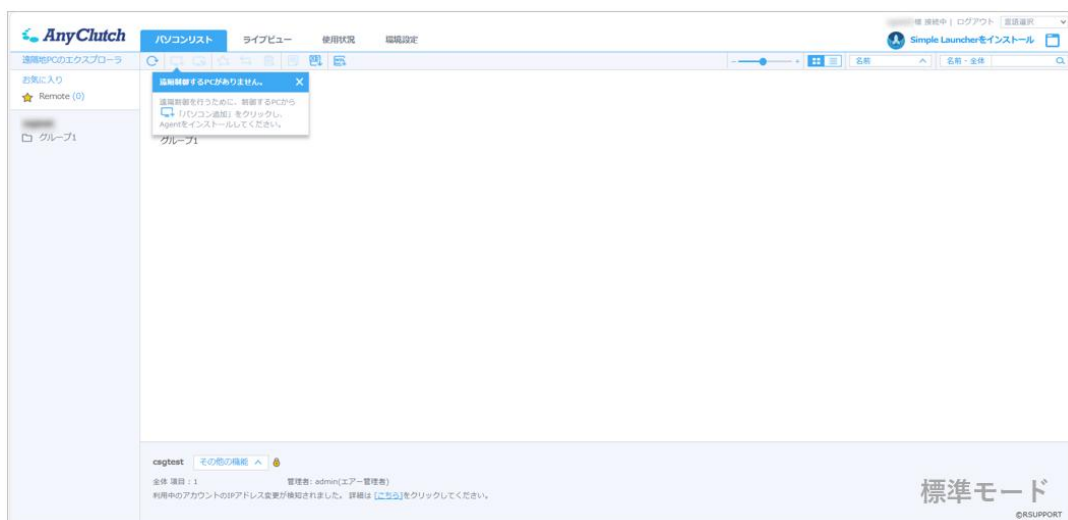 様 接続中 | ログアウト 言語選択
AnyClutch
パソコンリスト ライブビュー 使用状況 環境設定
Simple Launcherをインストール
遠隔地PCのエクスプローラ
名前 名前 - 全体
お気に入り
Remote (0)
グループ1
遠隔制御するPCがありません。
遠隔制御を行うために、制御するPCから
「パソコン追加」をクリックし、
Agentをインストールしてください。
グループ1
csgtest その他の機能
全体 項目 : 1 管理者: admin(エアー管理者)
利用中のアカウントのIPアドレス変更が検知されました。 詳細は [こちら]をクリックしてください。
標準モード
©RSUPPORT